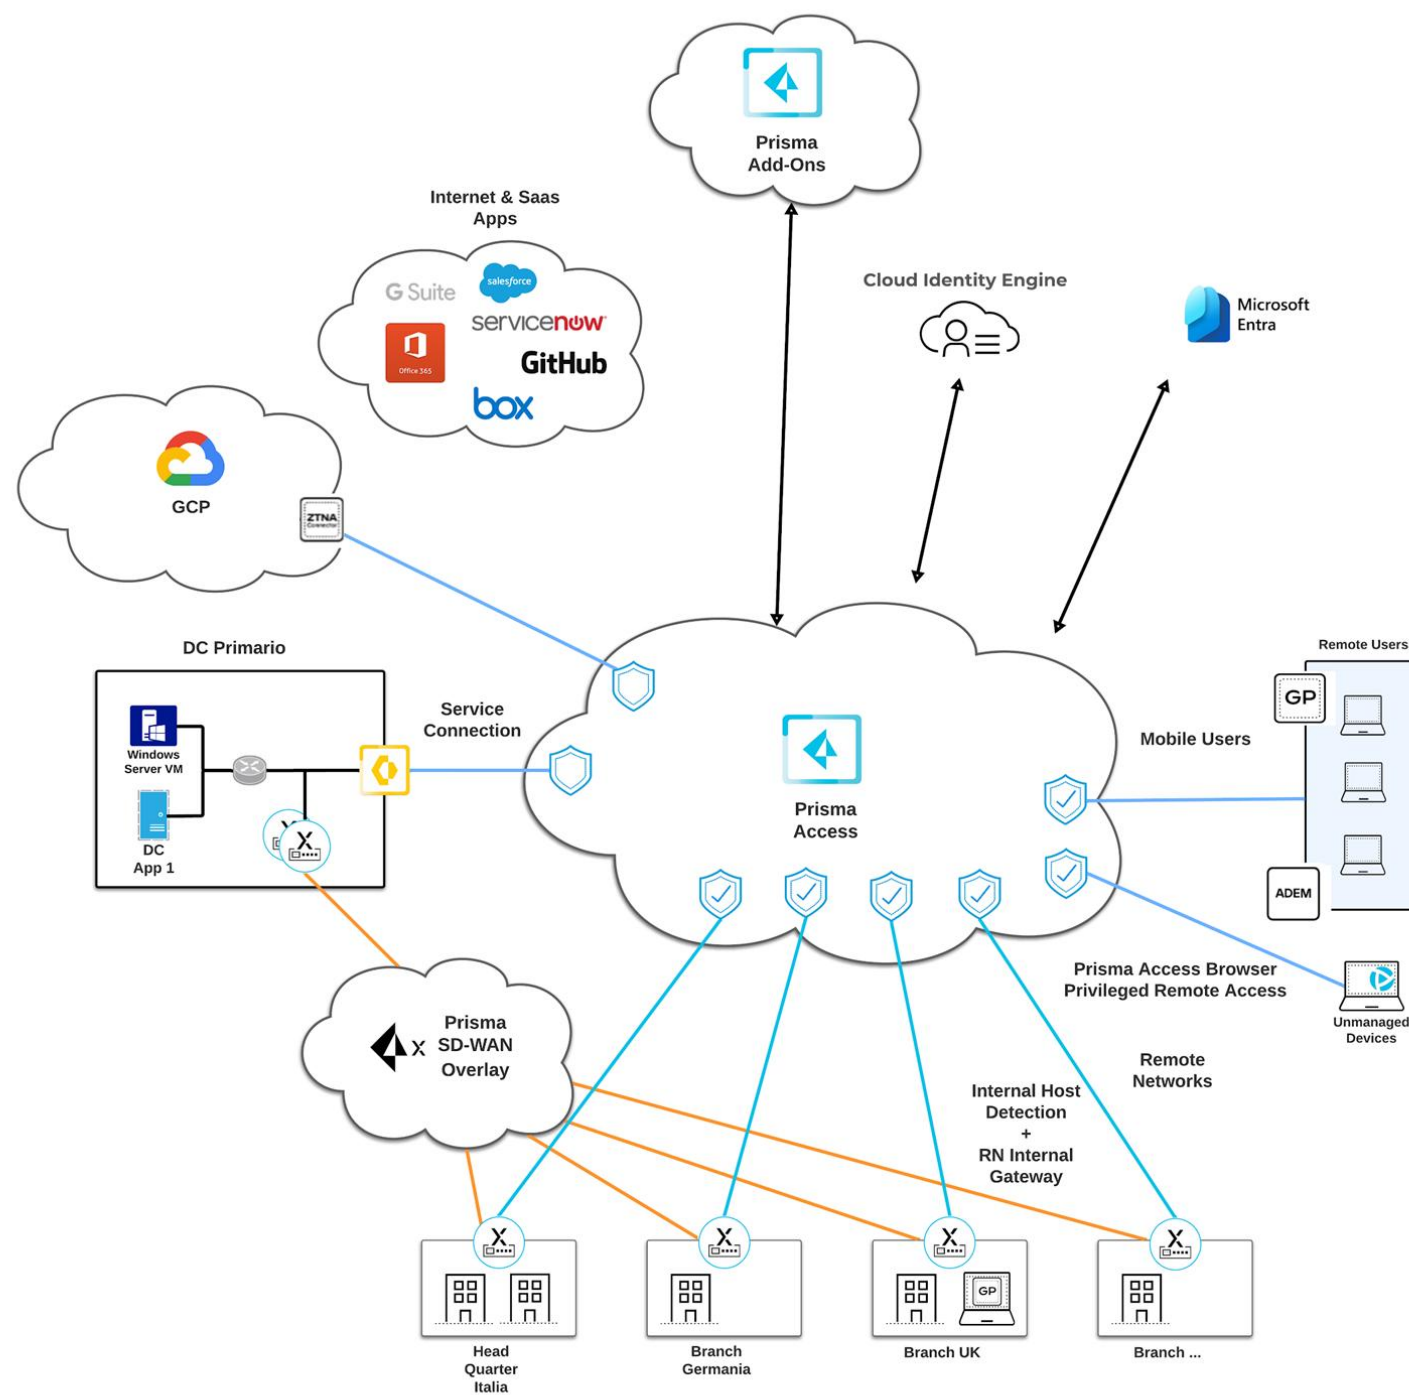 Prisma
Add-Ons
Internet & Saas
Apps
G Suite
salesforce
servicenow
Office 365
GitHub
box
Cloud Identity Engine
Microsoft
Entra
GCP
ZTNA
Connector
DC Primario
Windows
Server VM
DC
App 1
Service
Connection
Prisma
Access
Remote Users
GP
Mobile Users
ADEM
Prisma Access Browser
Privileged Remote Access
Unmanaged
Devices
Prisma
SD-WAN
Overlay
X
Remote
Networks
Internal Host
Detection
+
RN Internal
Gateway
X
X
X
X
X
X
GP
Head
Quarter
Italia
Branch
Germania
Branch UK
Branch ...